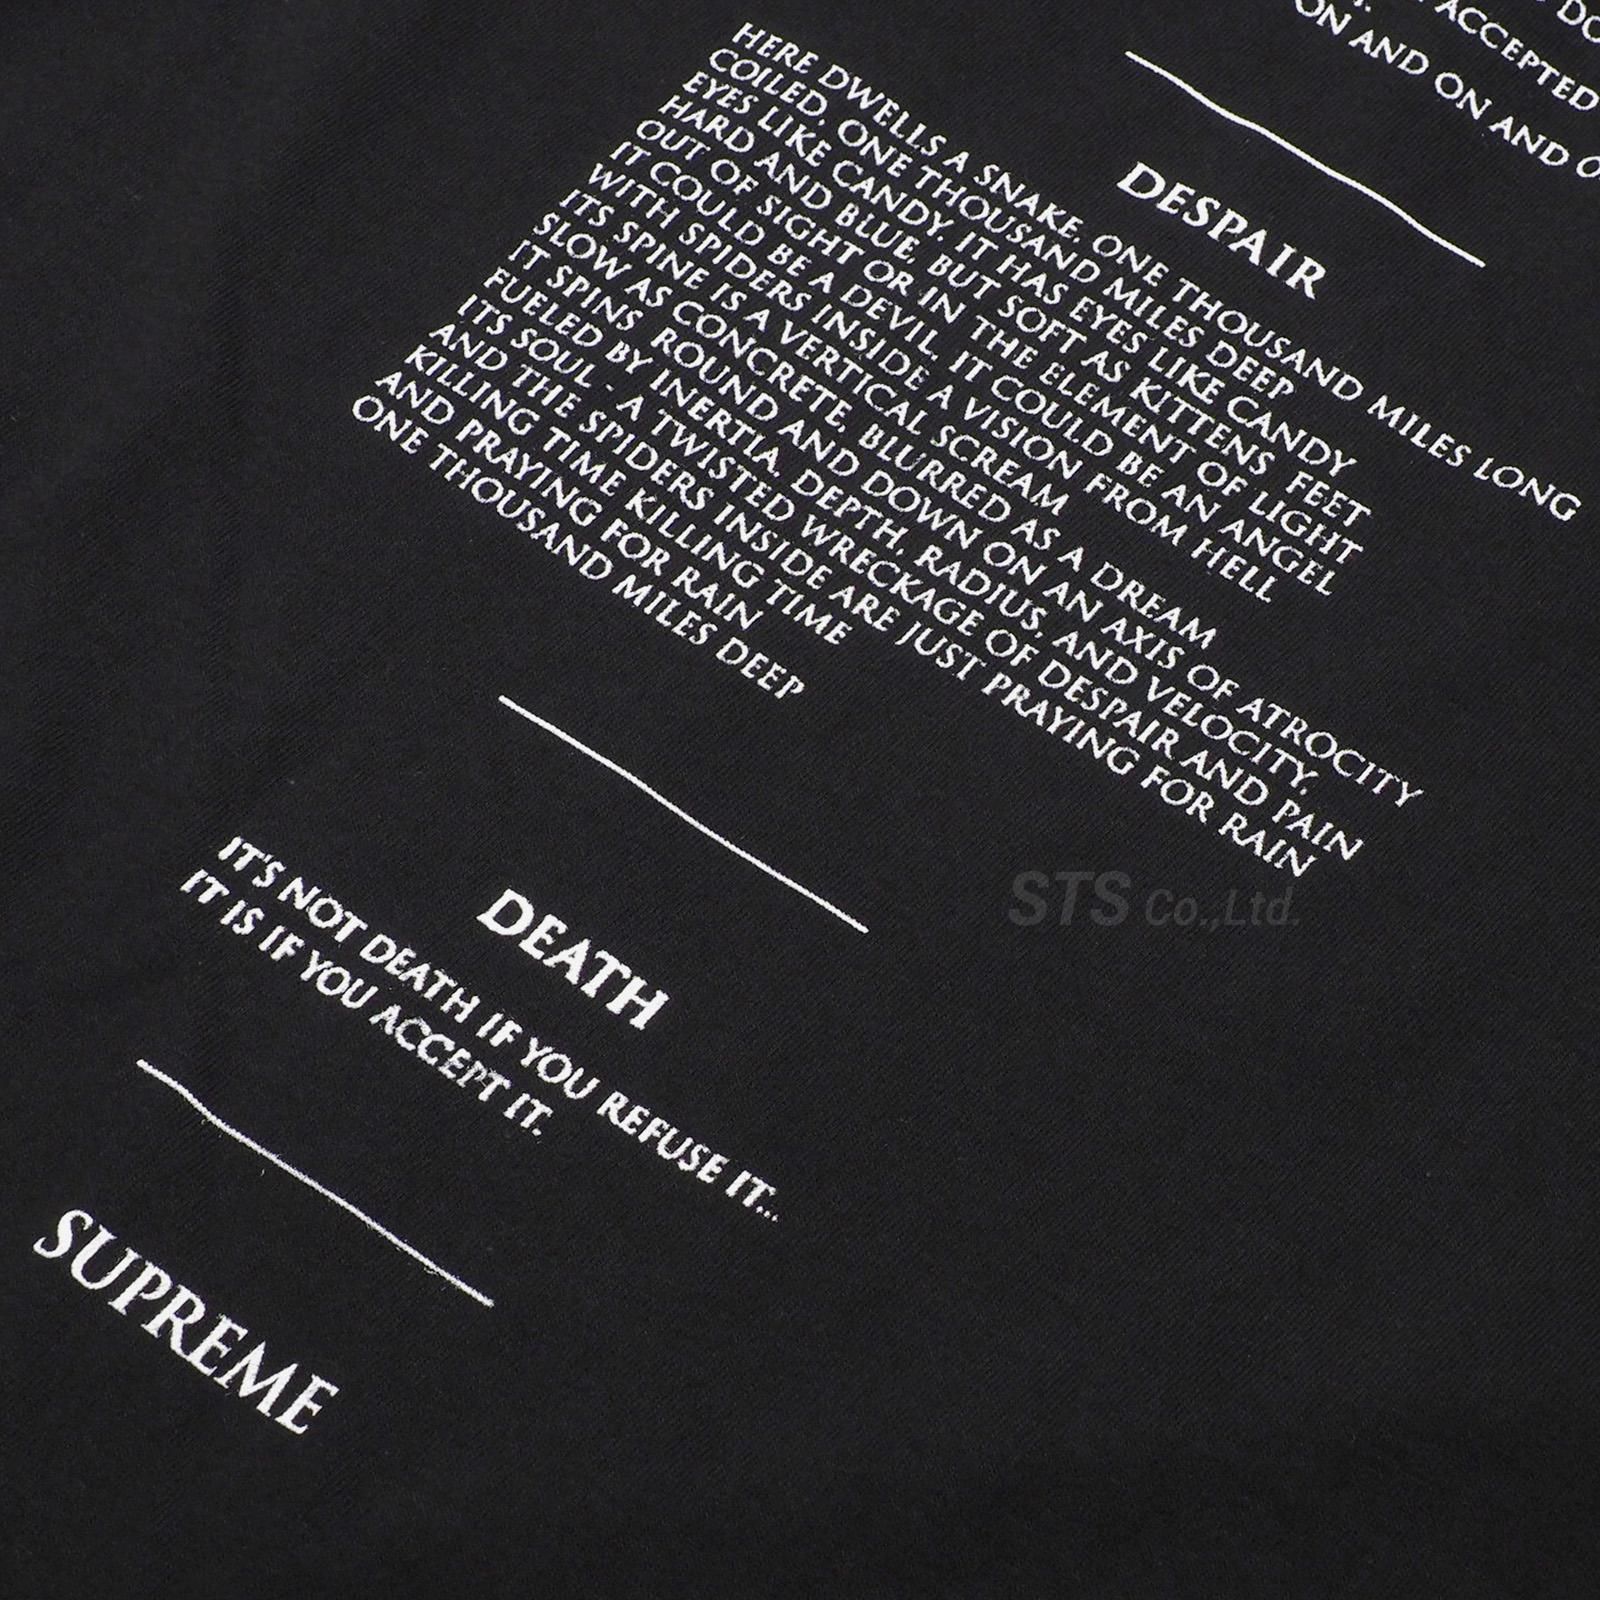 ACCEPTED
ON AND ON AND
DESPAIR
HERE DWELLS A SNAKE, ONE THOUSAND MILES LONG
COILED, ONE THOUSAND MILES DEEP
EYES LIKE CANDY, IT HAS EYES LIKE CANDY
HARD AND BLUE, BUT SOFT AS KITTENS FEET
OUT OF SIGHT OR IN THE ELEMENT OF LIGHT
IT COULD BE A DEVIL, IT COULD BE AN ANGEL
WITH SPIDERS INSIDE A VISION FROM HELL
ITS SPINE IS A VERTICAL SCREAM
SLOW AS CONCRETE, BLURRED AS A DREAM
IT SPINS ROUND AND DOWN ON AN AXIS OF ATROCITY
FUELED BY INERTIA, DEPTH, RADIUS, AND VELOCITY,
ITS SOUL - A TWISTED WRECKAGE OF DESPAIR AND PAIN
AND THE SPIDERS INSIDE ARE JUST PRAYING FOR RAIN
KILLING TIME KILLING TIME
AND PRAYING FOR RAIN
ONE THOUSAND MILES DEEP
DEATH
IT'S NOT DEATH IF YOU REFUSE IT...
IT IS IF YOU ACCEPT IT.
SUPREME
STS Co.,Ltd.